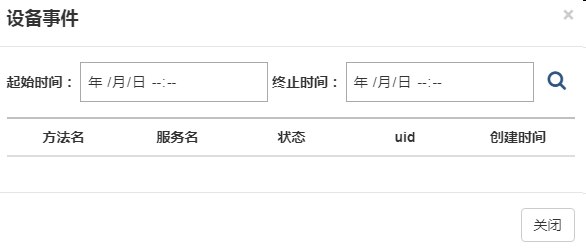 设备事件 ×
起始时间： 年 /月/日 --:-- 终止时间： 年 /月/日 --:--
方法名 服务名 状态 uid 创建时间
关闭